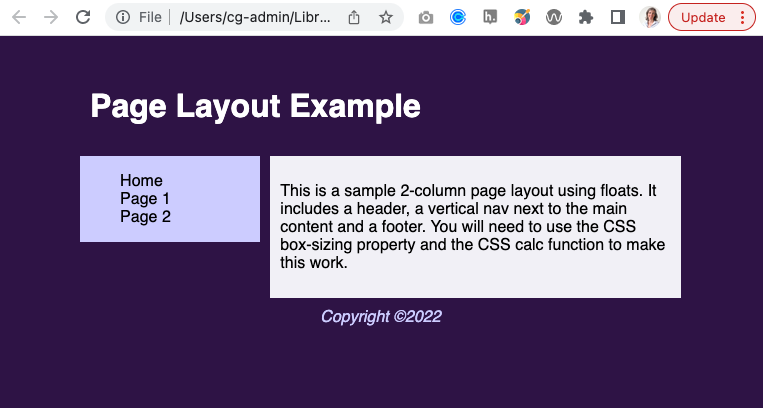 File /Users/cg-admin/Libr... Update
Page Layout Example
Home
Page 1
Page 2
This is a sample 2-column page layout using floats. It
includes a header, a vertical nav next to the main
content and a footer. You will need to use the CSS
box-sizing property and the CSS calc function to make
this work.
Copyright ©2022